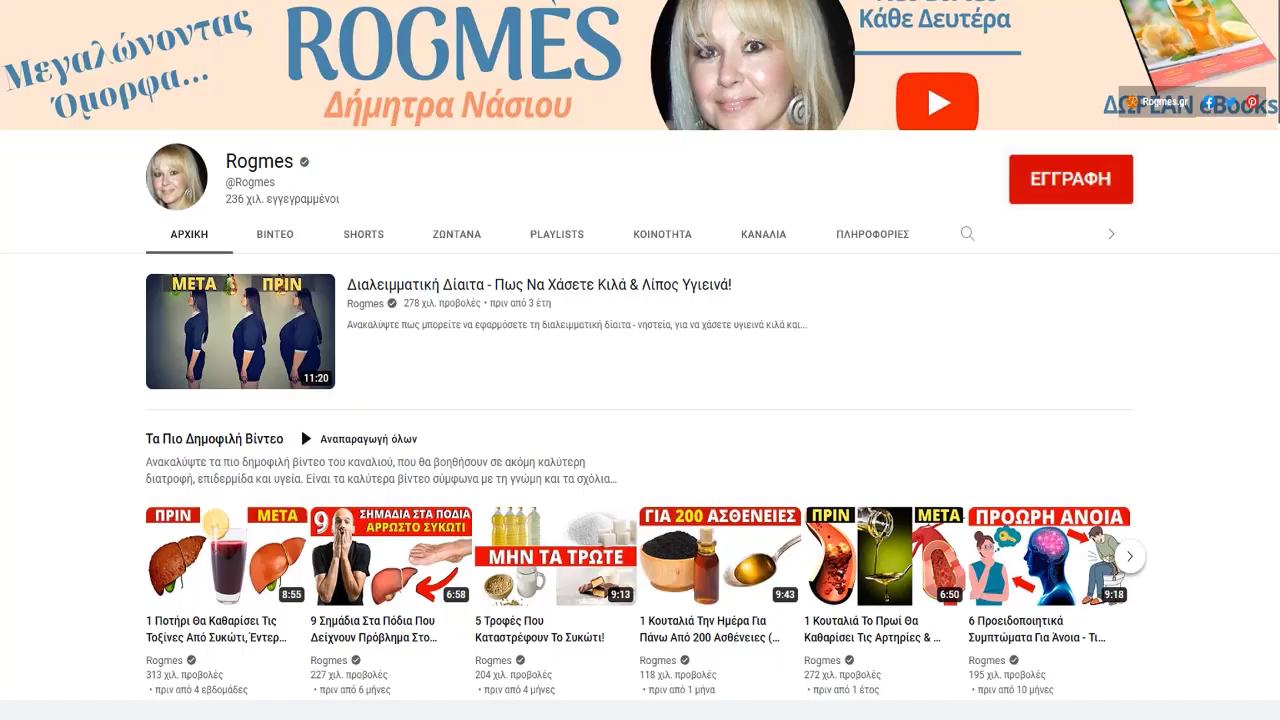 Μεγαλώνοντας
Όμορφα...
ROGMES
Δήμητρα Νάσιου
Κάθε Δευτέρα
ΔΩΡΕΑΝ eBooks
Rogmes.gr
Rogmes
@Rogmes
236 χιλ. εγγεγραμμένοι
ΕΓΓΡΑΦΗ
ΑΡΧΙΚΗ ΒΙΝΤΕΟ SHORTS ΖΩΝΤΑΝΑ PLAYLISTS ΚΟΙΝΟΤΗΤΑ ΚΑΝΑΛΙΑ ΠΛΗΡΟΦΟΡΙΕΣ
ΜΕΤΑ ΠΡΙΝ
11:20
Διαλειμματική Δίαιτα - Πως Να Χάσετε Κιλά & Λίπος Υγιεινά!
Rogmes 278 χιλ. προβολές • πριν από 3 έτη
Ανακαλύψτε πως μπορείτε να εφαρμόσετε τη διαλειμματική δίαιτα - νηστεία, για να χάσετε υγιεινά κιλά και...
Τα Πιο Δημοφιλή Βίντεο Αναπαραγωγή όλων
Ανακαλύψτε τα πιο δημοφιλή βίντεο του καναλιού, που θα βοηθήσουν σε ακόμη καλύτερη
διατροφή, επιδερμίδα και υγεία. Είναι τα καλύτερα βίντεο σύμφωνα με τη γνώμη και τα σχόλια...
ΠΡΙΝ ΜΕΤΑ
8:55
1 Ποτήρι Θα Καθαρίσει Τις
Τοξίνες Από Συκώτι, Έντερ...
Rogmes
313 χιλ. προβολές
• πριν από 4 εβδομάδες
9 ΣΗΜΑΔΙΑ ΣΤΑ ΠΟΔΙΑ
ΑΡΡΩΣΤΟ ΣΥΚΩΤΙ
6:58
9 Σημάδια Στα Πόδια Που
Δείχνουν Πρόβλημα Στο...
Rogmes
227 χιλ. προβολές
• πριν από 6 μήνες
ΜΗΝ ΤΑ ΤΡΩΤΕ
9:13
5 Τροφές Που
Καταστρέφουν Το Συκώτι!
Rogmes
204 χιλ. προβολές
• πριν από 4 μήνες
ΓΙΑ 200 ΑΣΘΕΝΕΙΕΣ
9:43
1 Κουταλιά Την Ημέρα Για
Πάνω Από 200 Ασθένειες (...
Rogmes
118 χιλ. προβολές
• πριν από 1 μήνα
ΠΡΙΝ ΜΕΤΑ
6:50
1 Κουταλιά Το Πρωί Θα
Καθαρίσει Τις Αρτηρίες & ...
Rogmes
272 χιλ. προβολές
• πριν από 1 έτος
ΠΡΟΩΡΗ ΑΝΟΙΑ
9:18
6 Προειδοποιητικά
Συμπτώματα Για Άνοια - Τι...
Rogmes
195 χιλ. προβολές
• πριν από 10 μήνες